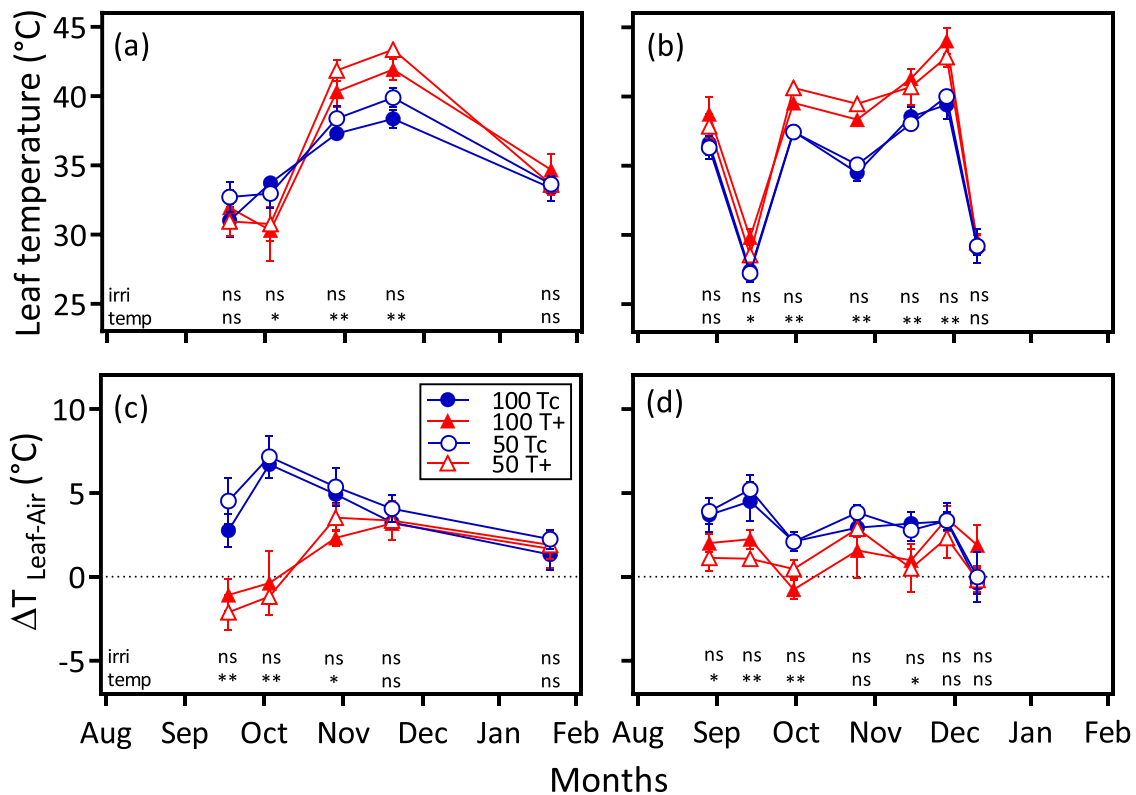 Leaf temperature (°C)
45
40
35
30
25
(a)
irri ns ns ns ns ns
temp ns * ** ** ns
(b)
ns ns ns ns ns ns ns
ns * ** ** ** ** ns
ΔT Leaf-Air (°C)
10
5
0
-5
(c)
100 Tc
100 T+
50 Tc
50 T+
irri ns ns ns ns ns
temp ** ** * ns ns
(d)
ns ns ns ns ns ns ns
* ** ** ns * ns ns
Aug Sep Oct Nov Dec Jan Feb Aug Sep Oct Nov Dec Jan Feb
Months